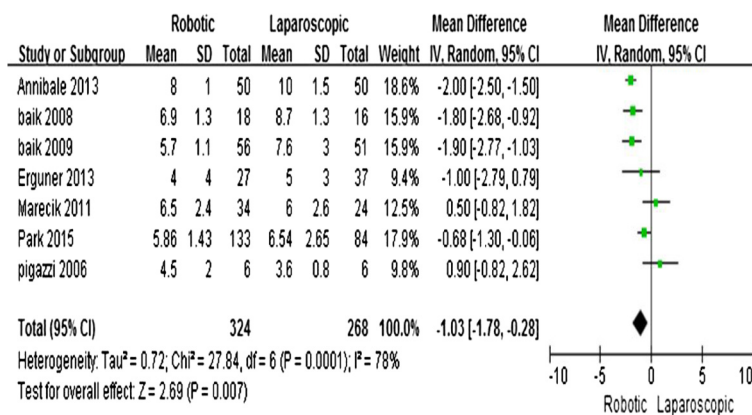 Robotic Laparoscopic Mean Difference Mean Difference
Study or Subgroup Mean SD Total Mean SD Total Weight IV, Random, 95% CI IV, Random, 95% CI
Annibale 2013 8 1 50 10 1.5 50 18.6% -2.00 [-2.50, -1.50]
baik 2008 6.9 1.3 18 8.7 1.3 16 15.9% -1.80 [-2.68, -0.92]
baik 2009 5.7 1.1 56 7.6 3 51 15.9% -1.90 [-2.77, -1.03]
Erguner 2013 4 4 27 5 3 37 9.4% -1.00 [-2.79, 0.79]
Marecik 2011 6.5 2.4 34 6 2.6 24 12.5% 0.50 [-0.82, 1.82]
Park 2015 5.86 1.43 133 6.54 2.65 84 17.9% -0.68 [-1.30, -0.06]
pigazzi 2006 4.5 2 6 3.6 0.8 6 9.8% 0.90 [-0.82, 2.62]
Total (95% CI) 324 268 100.0% -1.03 [-1.78, -0.28]
Heterogeneity: Tau² = 0.72; Chi² = 27.84, df = 6 (P = 0.0001); I² = 78%
Test for overall effect: Z = 2.69 (P = 0.007)
-10 -5 0 5 10
Robotic Laparoscopic